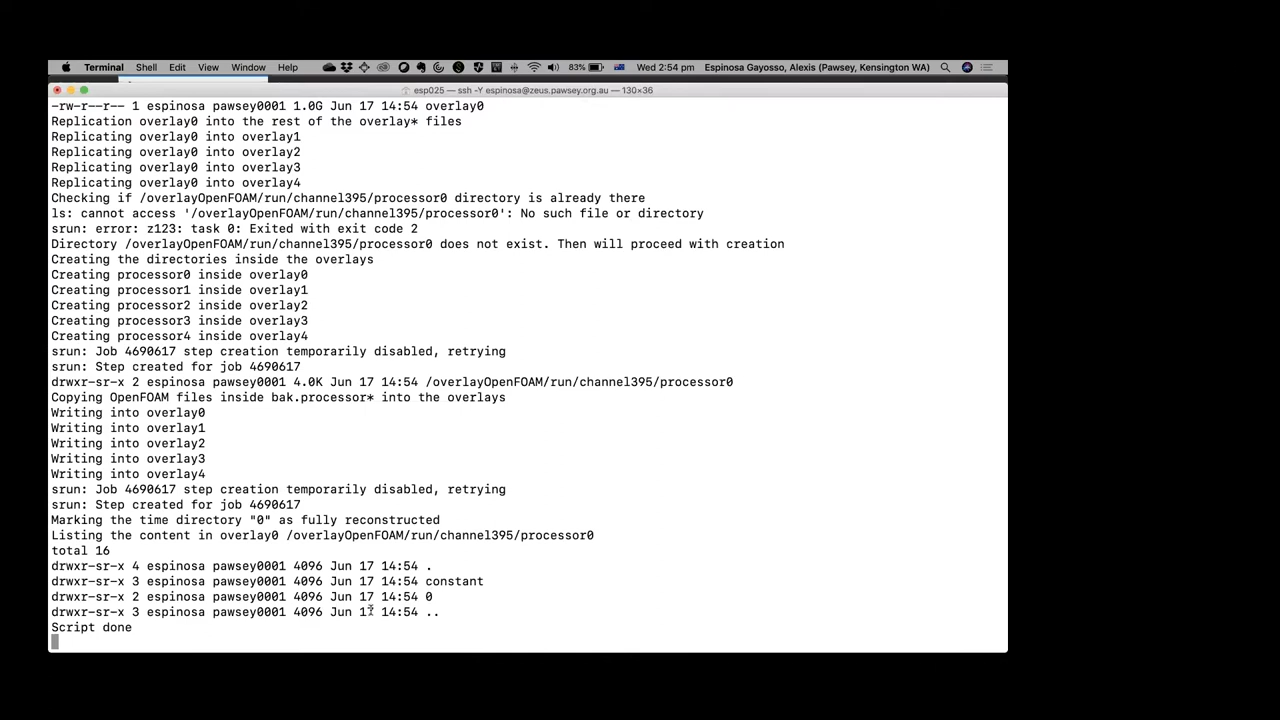 Terminal Shell Edit View Window Help 83% Wed 2:54 pm Espinosa Gayosso, Alexis (Pawsey, Kensington WA)
esp025 — ssh -Y espinosa@zeus.pawsey.org.au — 130×36
-rw-r--r-- 1 espinosa pawsey0001 1.0G Jun 17 14:54 overlay0
Replication overlay0 into the rest of the overlay* files
Replicating overlay0 into overlay1
Replicating overlay0 into overlay2
Replicating overlay0 into overlay3
Replicating overlay0 into overlay4
Checking if /overlayOpenFOAM/run/channel395/processor0 directory is already there
ls: cannot access '/overlayOpenFOAM/run/channel395/processor0': No such file or directory
srun: error: z123: task 0: Exited with exit code 2
Directory /overlayOpenFOAM/run/channel395/processor0 does not exist. Then will proceed with creation
Creating the directories inside the overlays
Creating processor0 inside overlay0
Creating processor1 inside overlay1
Creating processor2 inside overlay2
Creating processor3 inside overlay3
Creating processor4 inside overlay4
srun: Job 4690617 step creation temporarily disabled, retrying
srun: Step created for job 4690617
drwxr-sr-x 2 espinosa pawsey0001 4.0K Jun 17 14:54 /overlayOpenFOAM/run/channel395/processor0
Copying OpenFOAM files inside bak.processor* into the overlays
Writing into overlay0
Writing into overlay1
Writing into overlay2
Writing into overlay3
Writing into overlay4
srun: Job 4690617 step creation temporarily disabled, retrying
srun: Step created for job 4690617
Marking the time directory "0" as fully reconstructed
Listing the content in overlay0 /overlayOpenFOAM/run/channel395/processor0
total 16
drwxr-sr-x 4 espinosa pawsey0001 4096 Jun 17 14:54 .
drwxr-sr-x 3 espinosa pawsey0001 4096 Jun 17 14:54 constant
drwxr-sr-x 2 espinosa pawsey0001 4096 Jun 17 14:54 0
drwxr-sr-x 3 espinosa pawsey0001 4096 Jun 17 14:54 ..
Script done